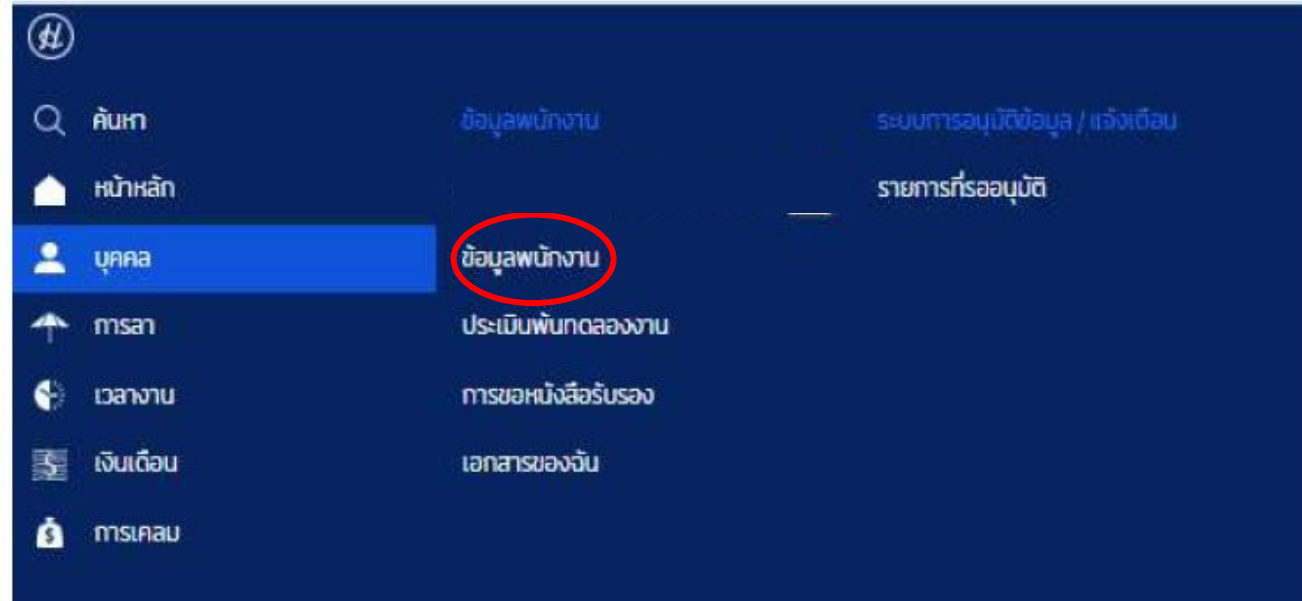 ค้นหา
ข้อมูลพนักงาน
ระบบการอนุมัติข้อมูล / แจ้งเตือน
หน้าหลัก
รายการที่รออนุมัติ
บุคคล
ข้อมูลพนักงาน
การลา
ประเมินพ้นทดลองงาน
เวลางาน
การขอหนังสือรับรอง
เงินเดือน
เอกสารของฉัน
การเคลม